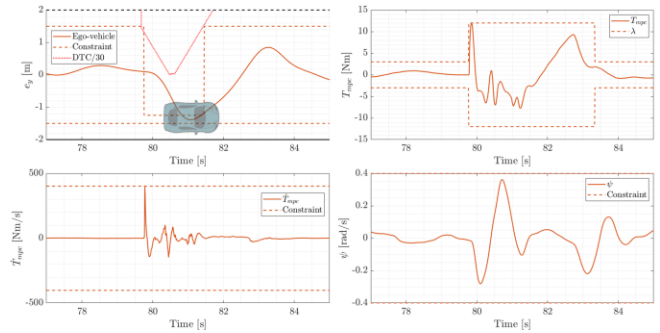 2
1
0
-1
-2
e_y [m]
Ego-vehicle
Constraint
DTC/30
78
80
82
84
Time [s]
15
10
5
0
-5
-10
-15
T_mpc [Nm]
T_mpc
λ
78
80
82
84
Time [s]
500
0
-500
Ṫ_mpc [Nm/s]
Ṫ_mpc
Constraint
78
80
82
84
Time [s]
0.4
0.2
0
-0.2
-0.4
ψ̇ [rad/s]
ψ̇
Constraint
78
80
82
84
Time [s]